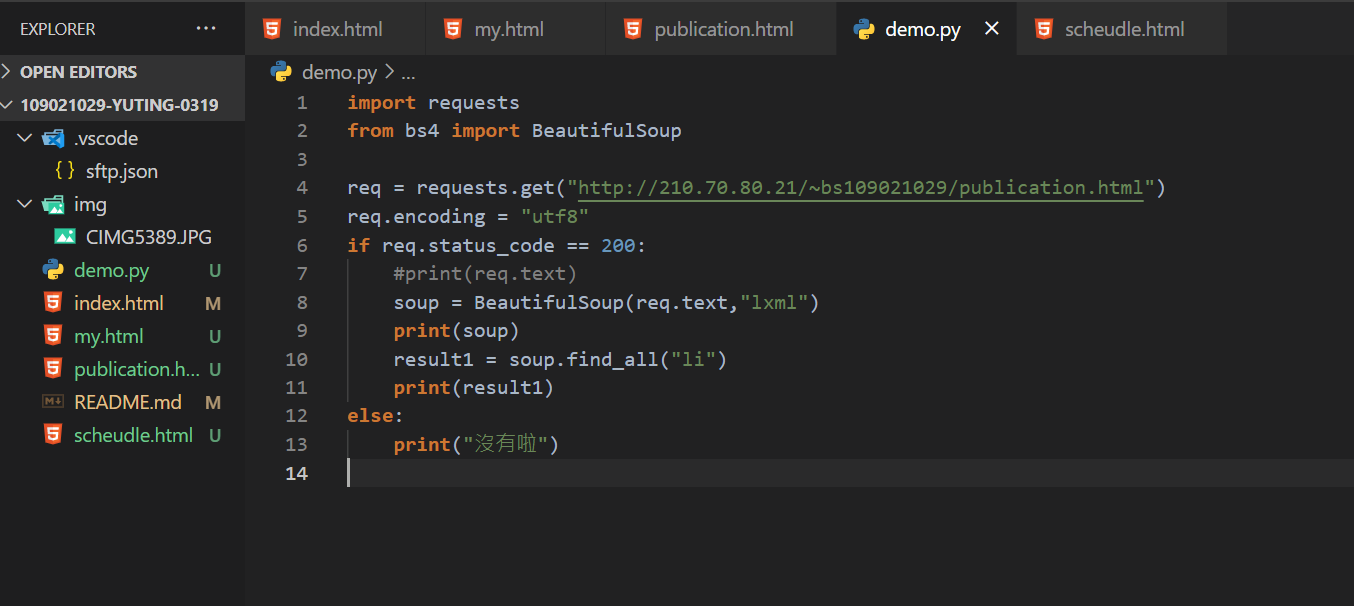 EXPLORER ...
index.html my.html publication.html demo.py scheudle.html
OPEN EDITORS
109021029-YUTING-0319
.vscode
{} sftp.json
img
CIMG5389.JPG
demo.py U
index.html M
my.html U
publication.h... U
README.md M
scheudle.html U
demo.py > ...
1 import requests
2 from bs4 import BeautifulSoup
3
4 req = requests.get("http://210.70.80.21/~bs109021029/publication.html")
5 req.encoding = "utf8"
6 if req.status_code == 200:
7     #print(req.text)
8     soup = BeautifulSoup(req.text,"lxml")
9     print(soup)
10     result1 = soup.find_all("li")
11     print(result1)
12 else:
13     print("沒有啦")
14